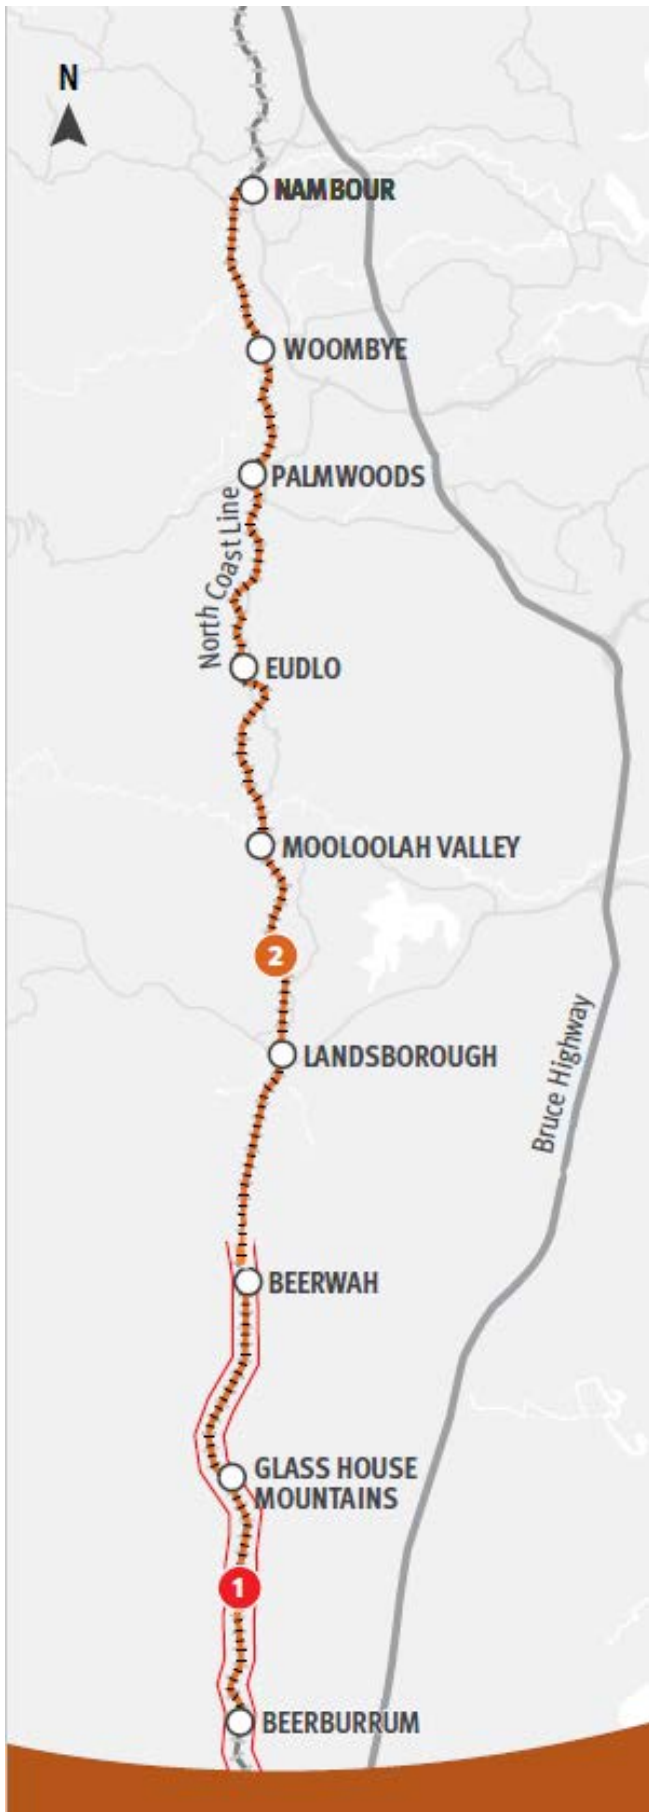 N
NAMBOUR
WOOMBYE
PALMWOODS
North Coast Line
EUDLO
MOOLOOLAH VALLEY
2
LANDSBOROUGH
Bruce Highway
BEERWAH
GLASS HOUSE
MOUNTAINS
1
BEERBURRUM